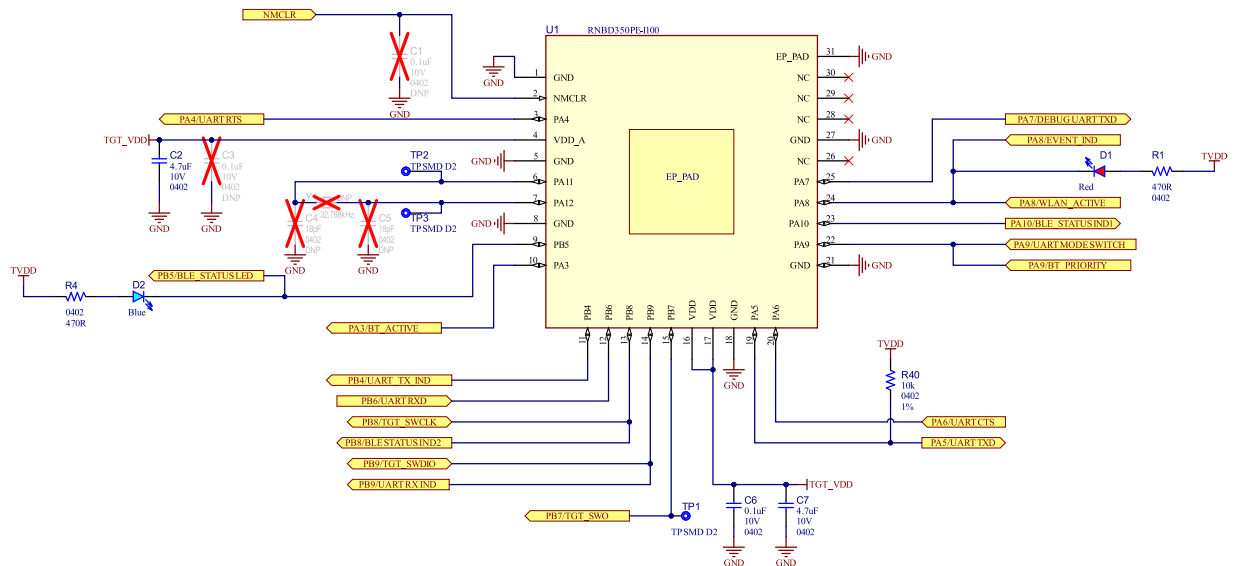 NMCLR
C1
0.1uF
10V
0402
DNP
GND
U1
RNBD350PE-I100
GND
1
GND
2
NMCLR
3
PA4
4
VDD_A
5
GND
6
PA11
7
PA12
8
GND
9
PB5
10
PA3
EP_PAD
EP_PAD
31
GND
NC
30
NC
29
NC
28
GND
27
GND
NC
26
PA7
25
PA8
24
PA10
23
PA9
22
GND
21
GND
PB4
11
PB6
12
PB8
13
PB9
14
PB7
15
VDD
16
VDD
17
GND
18
PA5
19
PA6
20
PA4/UART RTS
TGT_VDD
C2
4.7uF
10V
0402
GND
C3
0.1uF
10V
0402
DNP
GND
GND
TP2
TP SMD D2
TP3
TP SMD D2
32.768kHz
C4
18pF
0402
DNP
GND
C5
18pF
0402
DNP
GND
GND
TVDD
R4
0402
470R
D2
Blue
PB5/BLE_STATUS LED
PA3/BT_ACTIVE
PB4/UART_TX IND
PB6/UART RXD
PB8/TGT_SWCLK
PB8/BLE STATUS IND2
PB9/TGT_SWDIO
PB9/UART RX IND
PB7/TGT_SWO
TP1
TP SMD D2
GND
C6
0.1uF
10V
0402
GND
C7
4.7uF
10V
0402
GND
TGT_VDD
TVDD
R40
10k
0402
1%
PA6/UART CTS
PA5/UART TXD
PA7/DEBUG UART TXD
PA8/EVENT_IND
D1
Red
R1
470R
0402
TVDD
PA8/WLAN_ACTIVE
PA10/BLE_STATUS IND1
PA9/UART MODE SWITCH
PA9/BT_PRIORITY